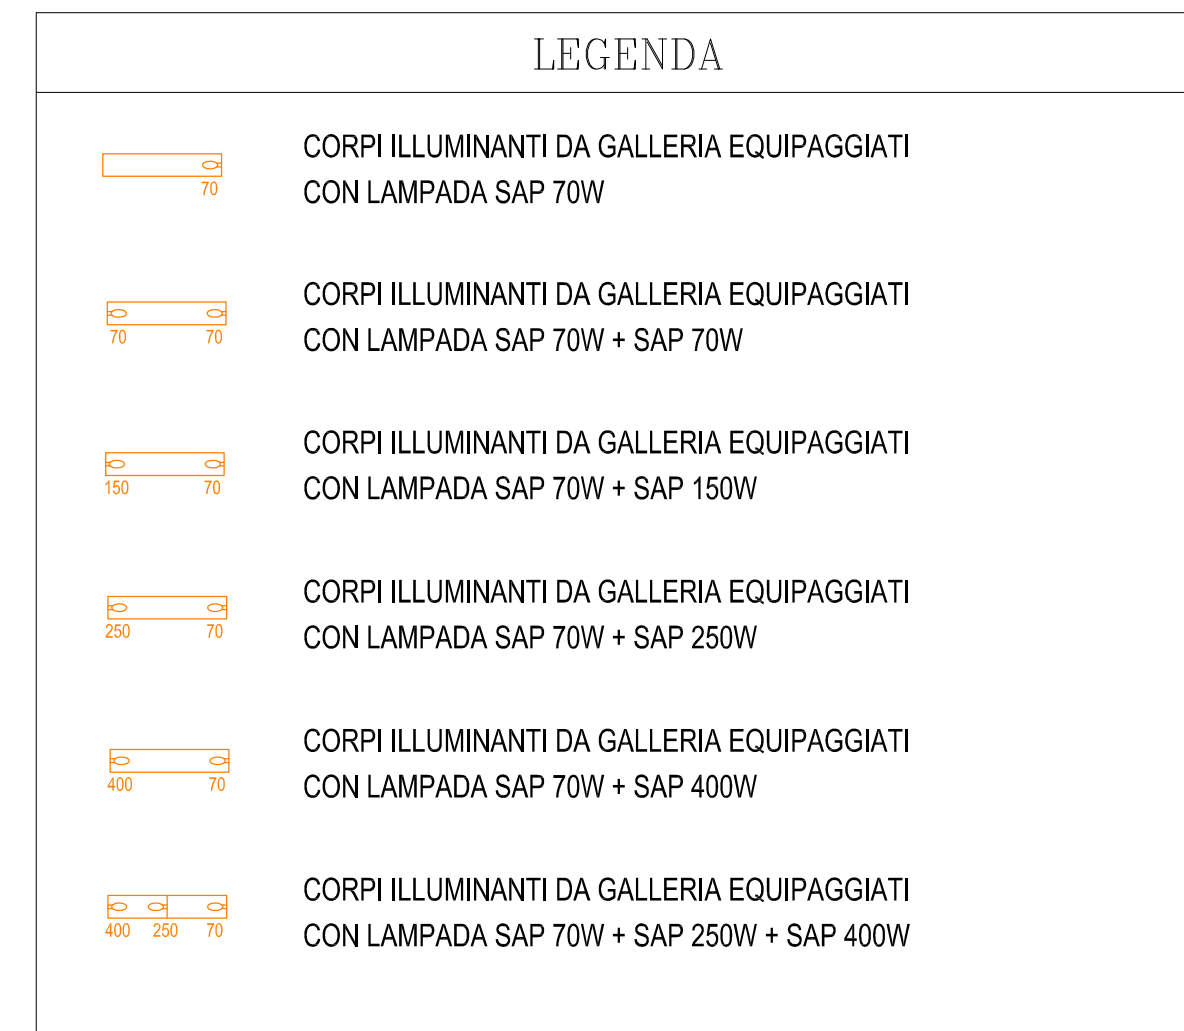 LEGENDA
CORPI ILLUMINANTI DA GALLERIA EQUIPAGGIATI
CON LAMPADA SAP 70W
70
CORPI ILLUMINANTI DA GALLERIA EQUIPAGGIATI
CON LAMPADA SAP 70W + SAP 70W
70 70
CORPI ILLUMINANTI DA GALLERIA EQUIPAGGIATI
CON LAMPADA SAP 70W + SAP 150W
150 70
CORPI ILLUMINANTI DA GALLERIA EQUIPAGGIATI
CON LAMPADA SAP 70W + SAP 250W
250 70
CORPI ILLUMINANTI DA GALLERIA EQUIPAGGIATI
CON LAMPADA SAP 70W + SAP 400W
400 70
CORPI ILLUMINANTI DA GALLERIA EQUIPAGGIATI
CON LAMPADA SAP 70W + SAP 250W + SAP 400W
400 250 70